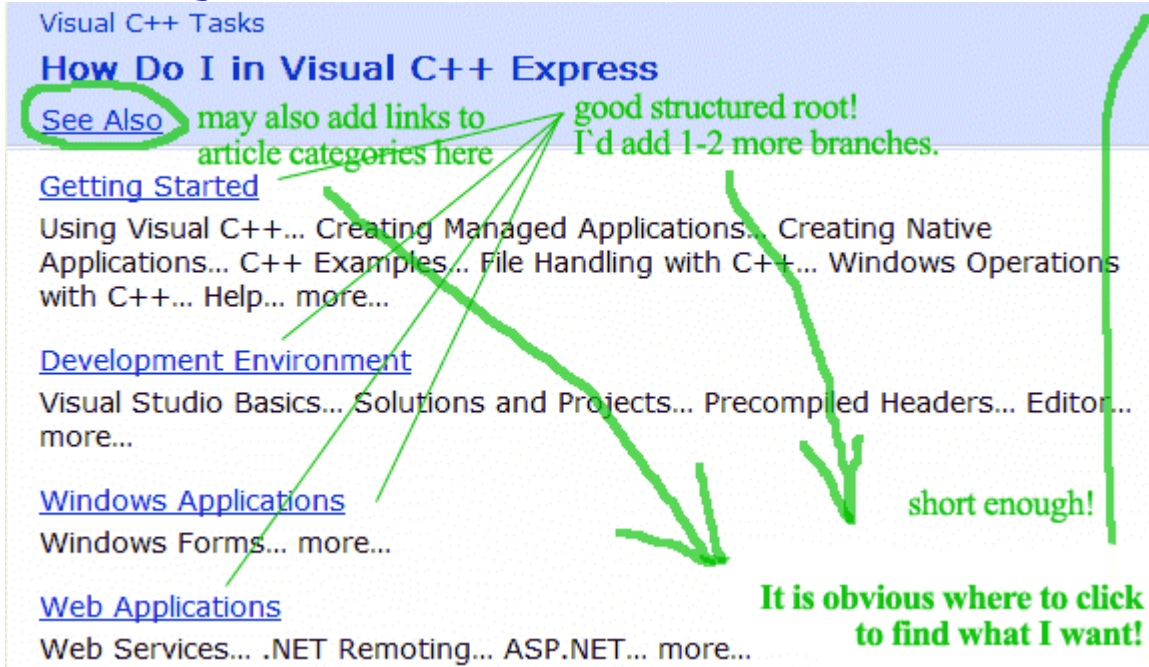 Visual C++ Tasks
How Do I in Visual C++ Express
See Also
may also add links to
article categories here
good structured root!
I`d add 1-2 more branches.
Getting Started
Using Visual C++... Creating Managed Applications... Creating Native
Applications... C++ Examples... File Handling with C++... Windows Operations
with C++... Help... more...
Development Environment
Visual Studio Basics... Solutions and Projects... Precompiled Headers... Editor...
more...
Windows Applications
Windows Forms... more...
short enough!
Web Applications
Web Services... .NET Remoting... ASP.NET... more...
It is obvious where to click
to find what I want!